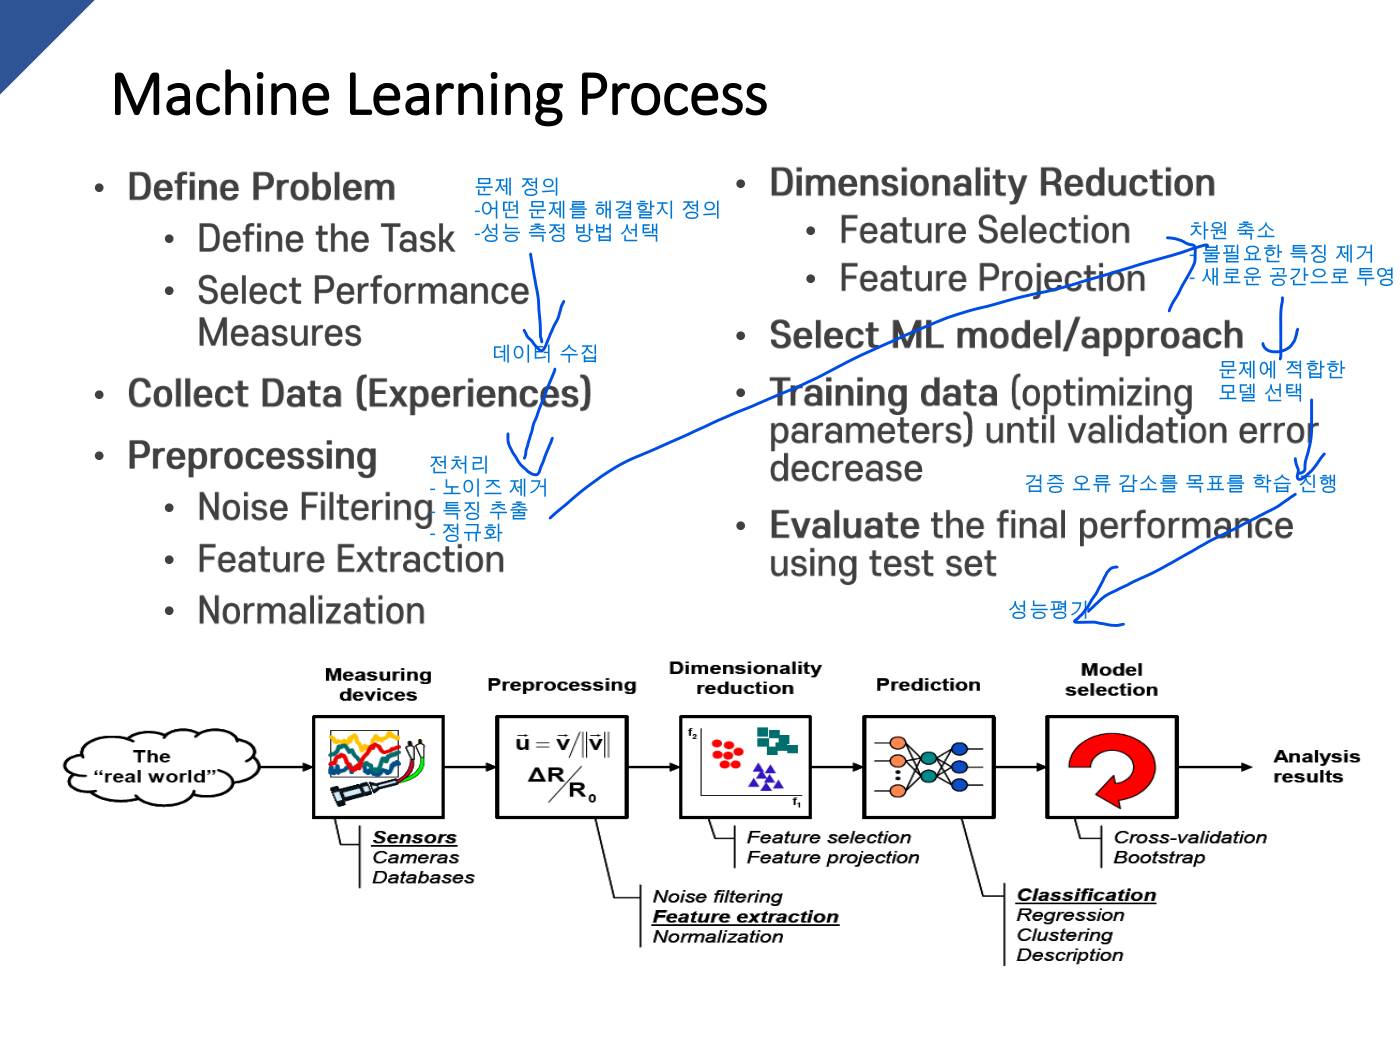 Machine Learning Process
• Define Problem
• Define the Task
• Select Performance
Measures
• Collect Data (Experiences)
• Preprocessing
• Noise Filtering
• Feature Extraction
• Normalization
문제 정의
-어떤 문제를 해결할지 정의
-성능 측정 방법 선택
데이터 수집
전처리
- 노이즈 제거
- 특징 추출
- 정규화
• Dimensionality Reduction
• Feature Selection
• Feature Projection
• Select ML model/approach
• Training data (optimizing
parameters) until validation error
decrease
• Evaluate the final performance
using test set
차원 축소
- 불필요한 특징 제거
- 새로운 공간으로 투영
문제에 적합한
모델 선택
검증 오류 감소를 목표를 학습 진행
성능평가
The
"real world"
Measuring
devices
Sensors
Cameras
Databases
Preprocessing
u = v/||v||
ΔR/R0
Noise filtering
Feature extraction
Normalization
Dimensionality
reduction
f2
f1
Feature selection
Feature projection
Prediction
Classification
Regression
Clustering
Description
Model
selection
Cross-validation
Bootstrap
Analysis
results